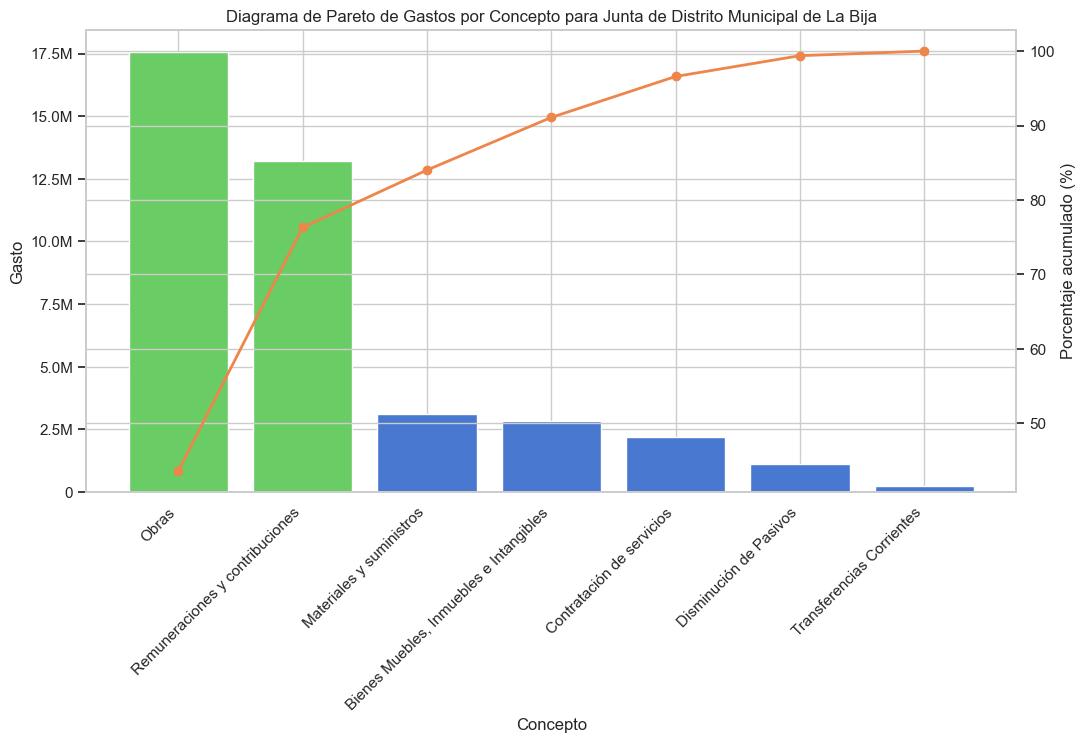 Diagrama de Pareto de Gastos por Concepto para Junta de Distrito Municipal de La Bija
17.5M
15.0M
12.5M
10.0M
7.5M
5.0M
2.5M
0
Gasto
100
90
80
70
60
50
Porcentaje acumulado (%)
Obras
Remuneraciones y contribuciones
Materiales y suministros
Bienes Muebles, Inmuebles e Intangibles
Contratación de servicios
Disminución de Pasivos
Transferencias Corrientes
Concepto